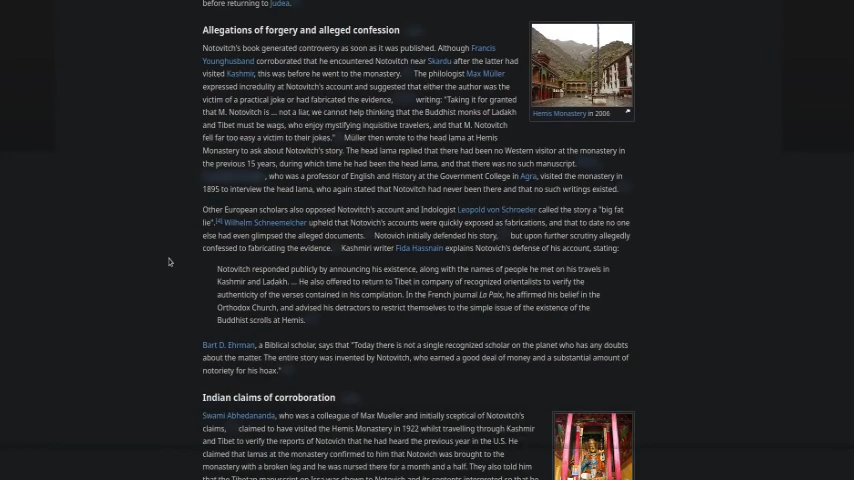 before returning to Judea.
Allegations of forgery and alleged confession
Notovitch's book generated controversy as soon as it was published. Although Francis
Younghusband corroborated that he encountered Notovitch near Skardu after the latter had
visited Kashmir, this was before he went to the monastery. The philologist Max Müller
expressed incredulity at Notovitch's account and suggested that either the author was the
victim of a practical joke or had fabricated the evidence, writing: "Taking it for granted
that M. Notovitch is ... not a liar, we cannot help thinking that the Buddhist monks of Ladakh
and Tibet must be wags, who enjoy mystifying inquisitive travelers, and that M. Notovitch
fell far too easy a victim to their jokes." Müller then wrote to the head lama at Hemis
Monastery to ask about Notovitch's story. The head lama replied that there had been no Western visitor at the monastery in
the previous 15 years, during which time he had been the head lama, and that there was no such manuscript.
, who was a professor of English and History at the Government College in Agra, visited the monastery in
1895 to interview the head lama, who again stated that Notovitch had never been there and that no such writings existed.
Hemis Monastery in 2006
Other European scholars also opposed Notovitch's account and Indologist Leopold von Schroeder called the story a "big fat
lie".[4] Wilhelm Schneemelcher upheld that Notovich's accounts were quickly exposed as fabrications, and that to date no one
else had even glimpsed the alleged documents. Notovich initially defended his story, but upon further scrutiny allegedly
confessed to fabricating the evidence. Kashmiri writer Fida Hassnain explains Notovich's defense of his account, stating:
Notovitch responded publicly by announcing his existence, along with the names of people he met on his travels in
Kashmir and Ladakh. ... He also offered to return to Tibet in company of recognized orientalists to verify the
authenticity of the verses contained in his compilation. In the French journal La Paix, he affirmed his belief in the
Orthodox Church, and advised his detractors to restrict themselves to the simple issue of the existence of the
Buddhist scrolls at Hemis.
Bart D. Ehrman, a Biblical scholar, says that "Today there is not a single recognized scholar on the planet who has any doubts
about the matter. The entire story was invented by Notovitch, who earned a good deal of money and a substantial amount of
notoriety for his hoax."
Indian claims of corroboration
Swami Abhedananda, who was a colleague of Max Mueller and initially sceptical of Notovitch's
claims, claimed to have visited the Hemis Monastery in 1922 whilst travelling through Kashmir
and Tibet to verify the reports of Notovich that he had heard the previous year in the U.S. He
claimed that lamas at the monastery confirmed to him that Notovich was brought to the
monastery with a broken leg and he was nursed there for a month and a half. They also told him
that the Tibetan manuscript on Issa was shown to Notovich and its contents interpreted so that he